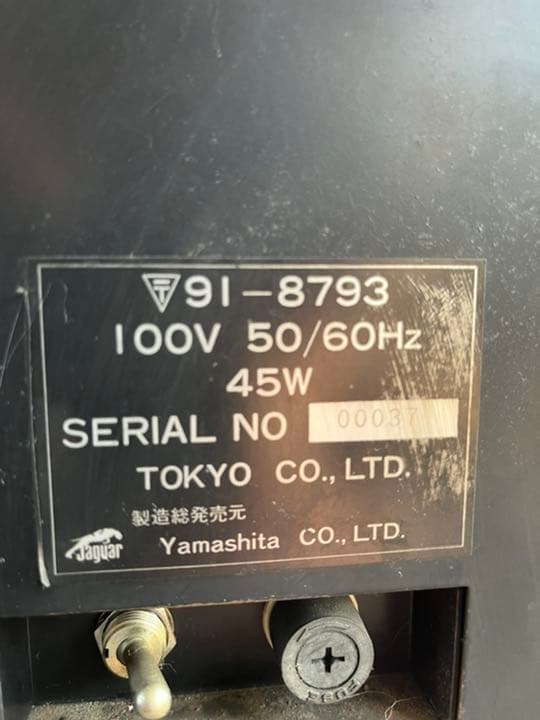 〒91-8793
100V 50/60Hz
45W
SERIAL NO 00037
TOKYO CO., LTD.
製造総発売元
Jaguar Yamashita CO., LTD.
FUSE